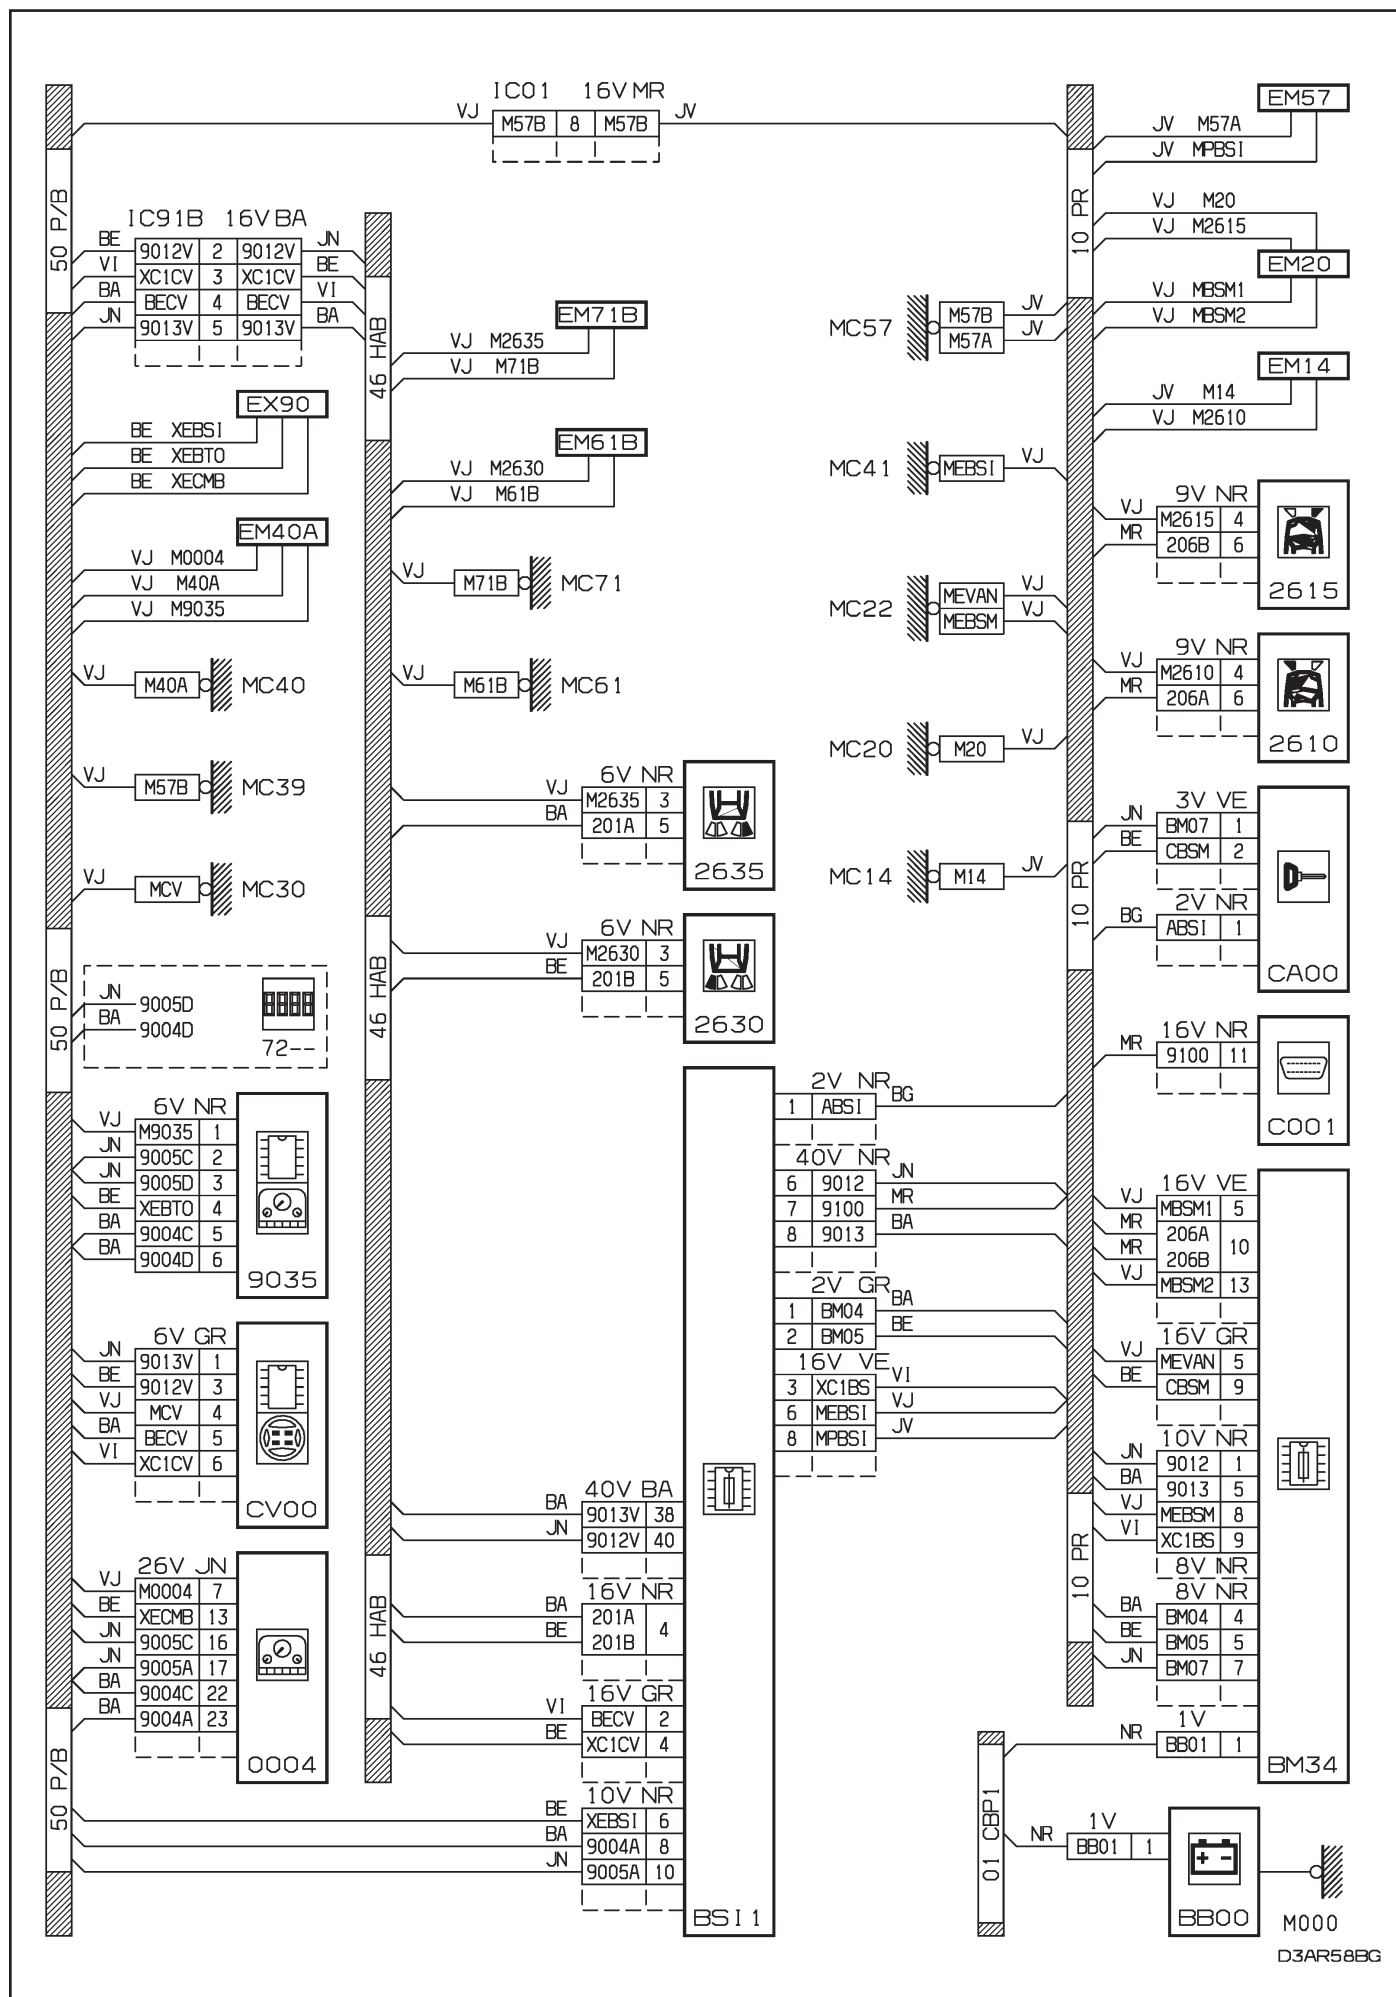 IC01 16V MR
VJ M57B 8 M57B JV
50 P/B
IC91B 16V BA
BE 9012V 2 9012V JN
VI XC1CV 3 XC1CV BE
BA BECV 4 BECV VI
JN 9013V 5 9013V BA
EX90
BE XEBSI
BE XEBTO
BE XECMB
EM40A
VJ M0004
VJ M40A
VJ M9035
VJ M40A MC40
VJ M57B MC39
VJ MCV MC30
50 P/B
JN 9005D
BA 9004D
72--
6V NR
VJ M9035 1
JN 9005C 2
JN 9005D 3
BE XEBTO 4
BA 9004C 5
BA 9004D 6
9035
6V GR
JN 9013V 1
BE 9012V 3
VJ MCV 4
BA BECV 5
VI XC1CV 6
CV00
26V JN
VJ M0004 7
BE XECMB 13
JN 9005C 16
JN 9005A 17
BA 9004C 22
BA 9004A 23
0004
50 P/B
46 HAB
EM71B
VJ M2635
VJ M71B
EM61B
VJ M2630
VJ M61B
VJ M71B MC71
VJ M61B MC61
6V NR
VJ M2635 3
BA 201A 5
2635
46 HAB
6V NR
VJ M2630 3
BE 201B 5
2630
2V NR
1 ABSI BG
40V NR
6 9012 JN
7 9100 MR
8 9013 BA
2V GR
1 BM04 BA
2 BM05 BE
16V VE
3 XC1BS VI
6 MEBSI VJ
8 MPBSI JV
40V BA
BA 9013V 38
JN 9012V 40
46 HAB
16V NR
BA 201A 4
BE 201B
16V GR
VI BECV 2
BE XC1CV 4
10V NR
BE XEBSI 6
BA 9004A 8
JN 9005A 10
BSI1
MC57 M57B JV
M57A JV
MC41 MEBSI VJ
MC22 MEVAN VJ
MEBSM VJ
MC20 M20 VJ
MC14 M14 JV
10 PR
EM57
JV M57A
JV MPBSI
VJ M20
VJ M2615
EM20
VJ MBSM1
VJ MBSM2
EM14
JV M14
VJ M2610
9V NR
VJ M2615 4
MR 206B 6
2615
9V NR
VJ M2610 4
MR 206A 6
2610
10 PR
3V VE
JN BM07 1
BE CBSM 2
2V NR
BG ABSI 1
CA00
16V NR
MR 9100 11
C001
16V VE
VJ MBSM1 5
MR 206A 10
MR 206B
VJ MBSM2 13
16V GR
VJ MEVAN 5
BE CBSM 9
10V NR
JN 9012 1
BA 9013 5
VJ MEBSM 8
VI XC1BS 9
10 PR
8V NR
8V NR
BA BM04 4
BE BM05 5
JN BM07 7
1V
NR BB01 1
BM34
01 CBP1
1V
NR BB01 1
BB00
M000
D3AR58BG